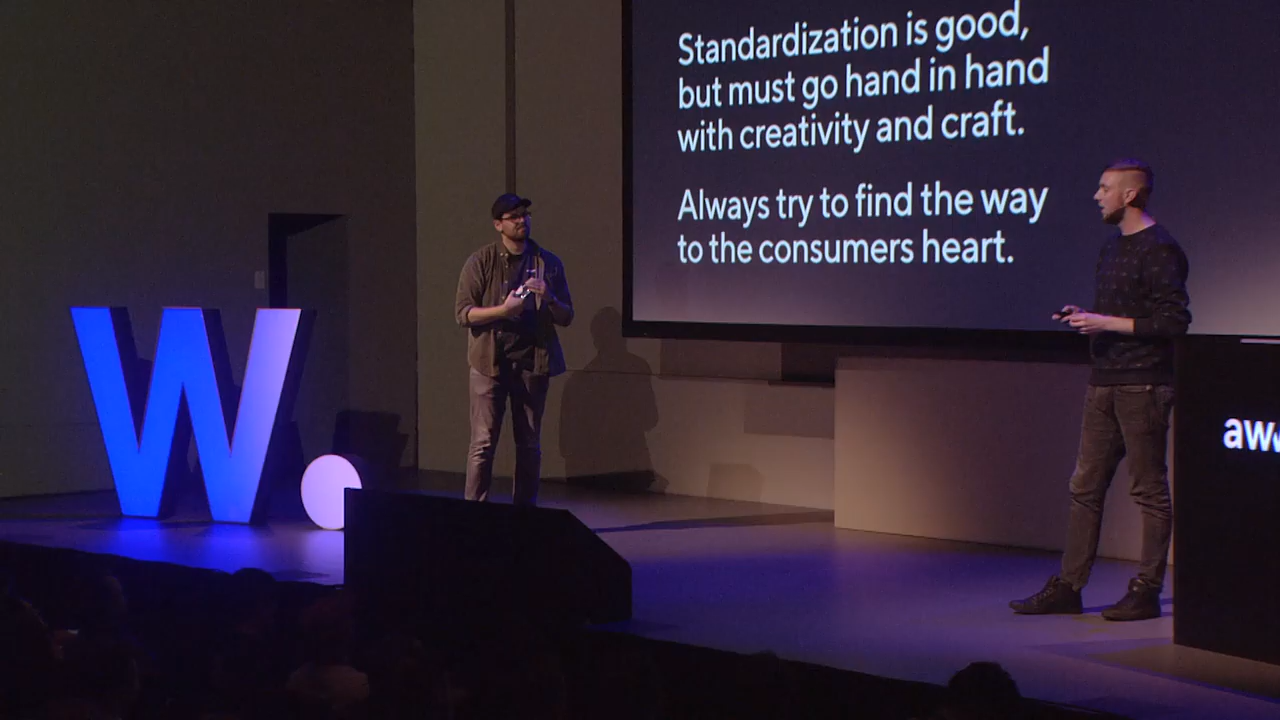 Standardization is good,
but must go hand in hand
with creativity and craft.
Always try to find the way
to the consumers heart.
W.
aww